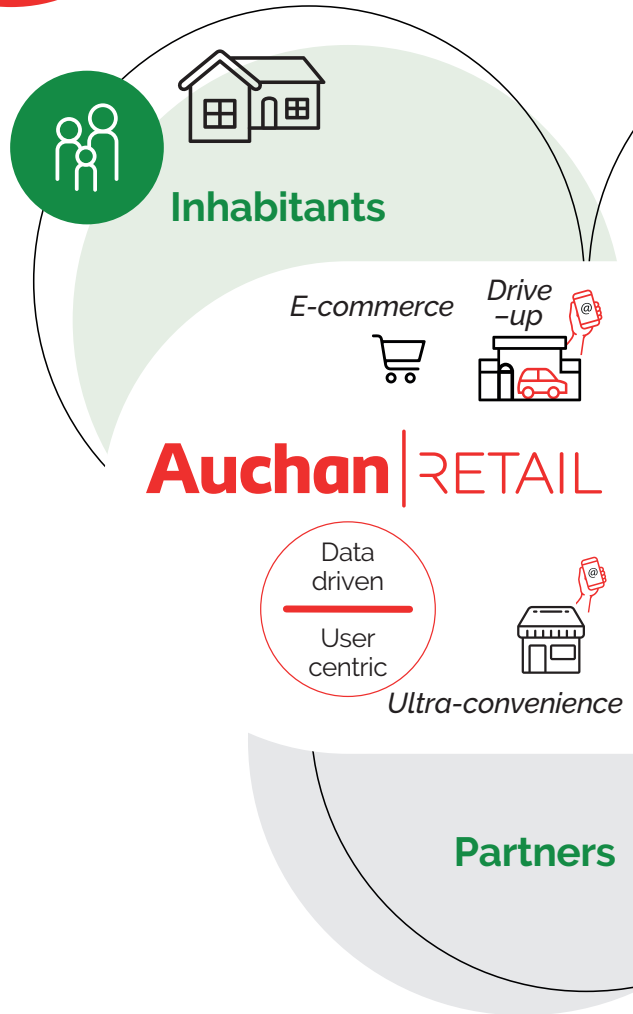 Inhabitants
E-commerce
Drive
–up
@
Auchan | RETAIL
Data
driven
User
centric
@
Ultra-convenience
Partners